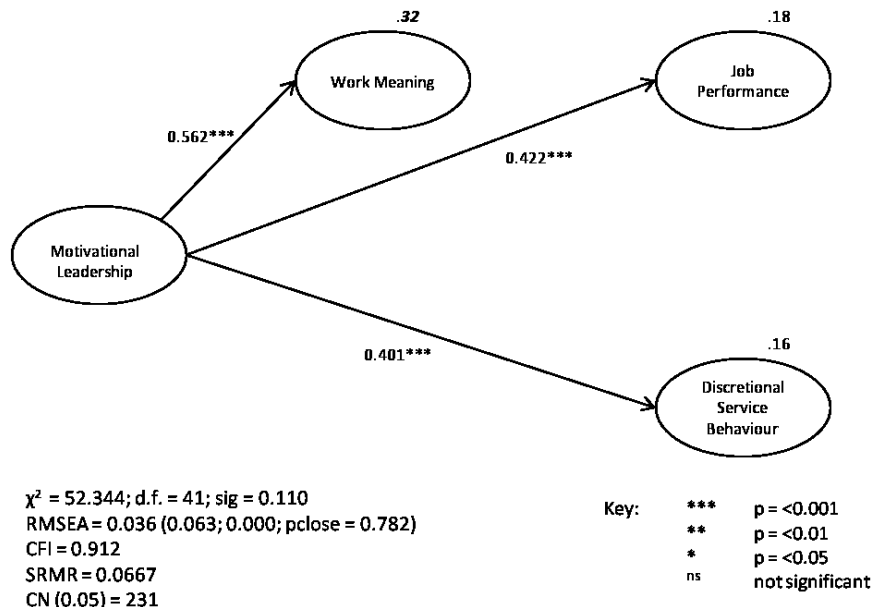 .32
.18
Work Meaning
Job
Performance
0.562***
0.422***
Motivational
Leadership
0.401***
.16
Discretional
Service
Behaviour
χ² = 52.344; d.f. = 41; sig = 0.110
RMSEA = 0.036 (0.063; 0.000; pclose = 0.782)
CFI = 0.912
SRMR = 0.0667
CN (0.05) = 231
Key: *** p = <0.001
** p = <0.01
* p = <0.05
ns not significant